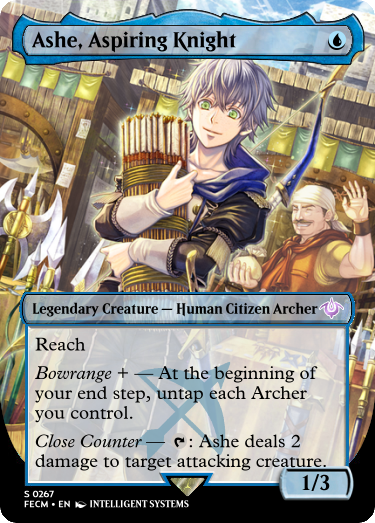 Ashe, Aspiring Knight
Legendary Creature — Human Citizen Archer
Reach
Bowrange + — At the beginning of
your end step, untap each Archer
you control.
Close Counter — : Ashe deals 2
damage to target attacking creature.
1/3
S 0267
FECM • EN INTELLIGENT SYSTEMS